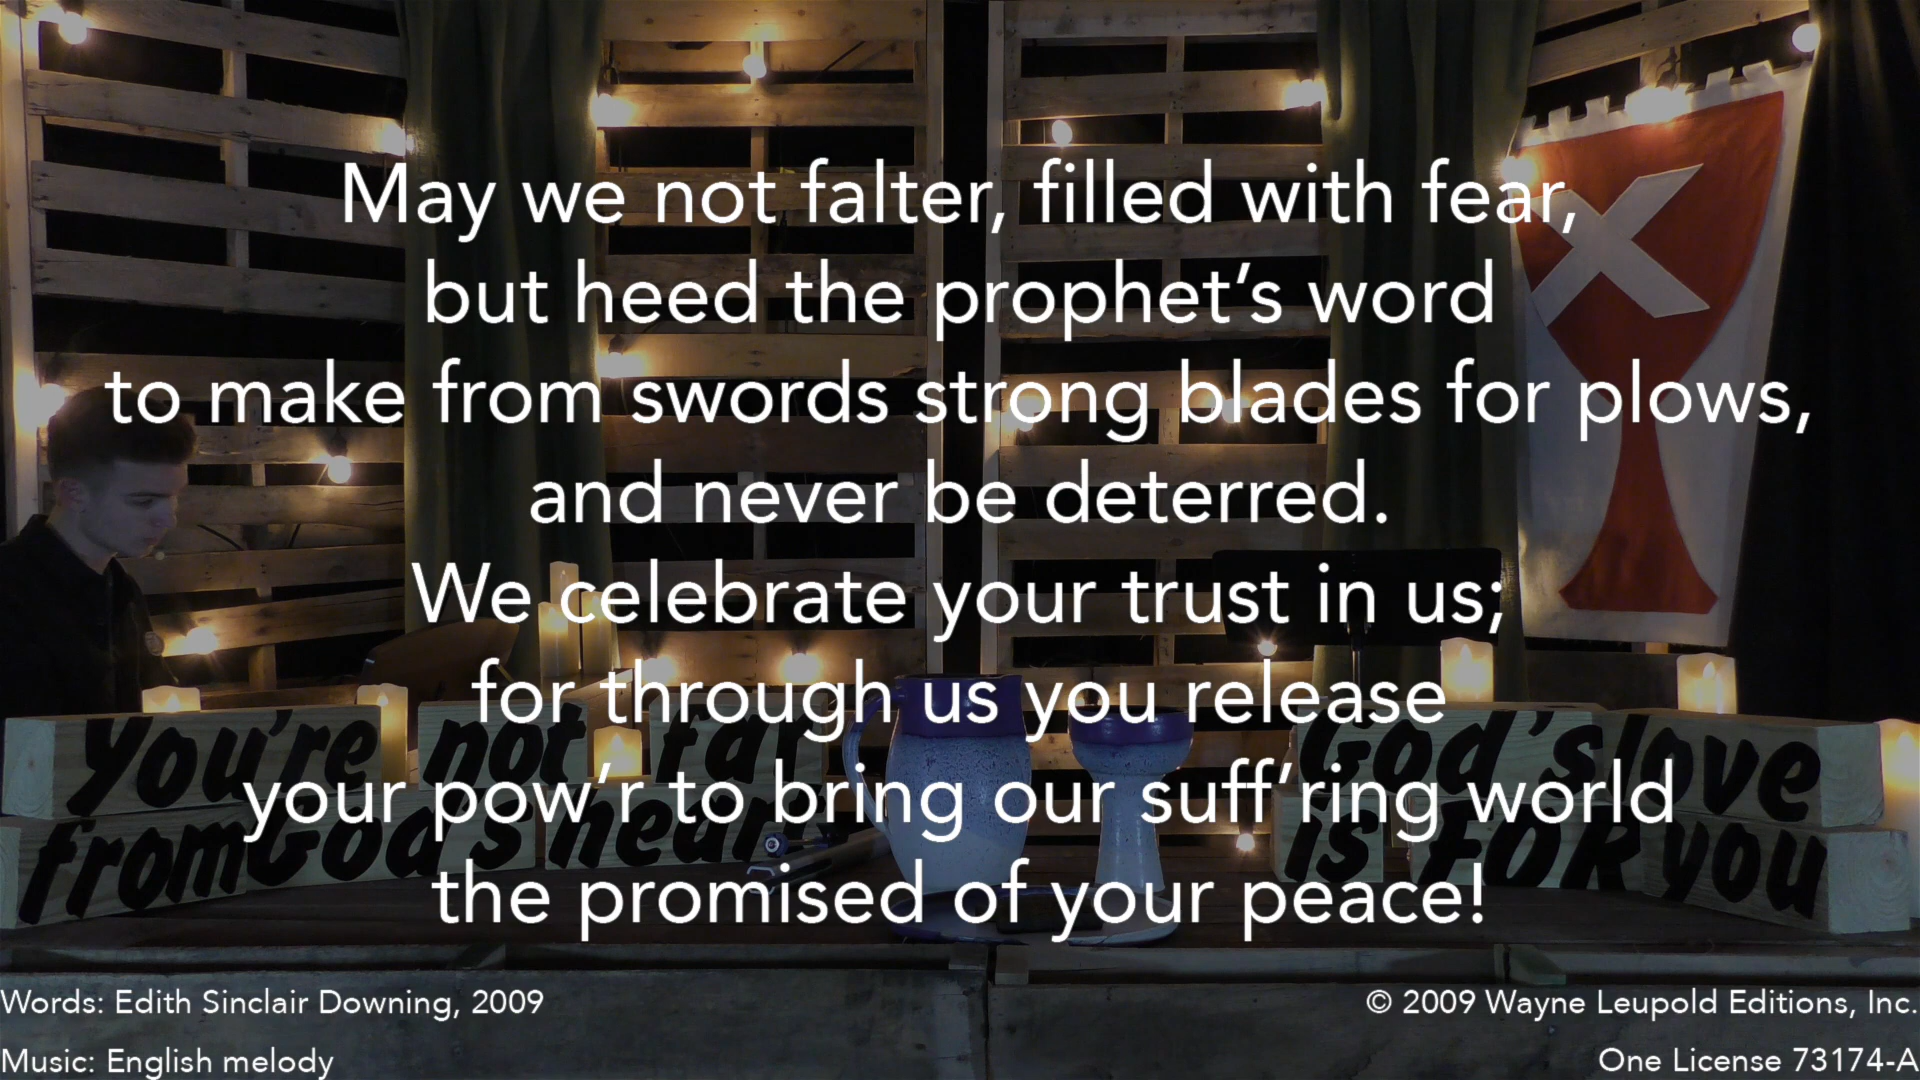 May we not falter, filled with fear,
but heed the prophet’s word
to make from swords strong blades for plows,
and never be deterred.
We celebrate your trust in us;
for through us you release
your pow’r to bring our suff’ring world
the promised of your peace!
you're not far
from God's heart
God's love
is FOR you
Words: Edith Sinclair Downing, 2009
Music: English melody
© 2009 Wayne Leupold Editions, Inc.
One License 73174-A